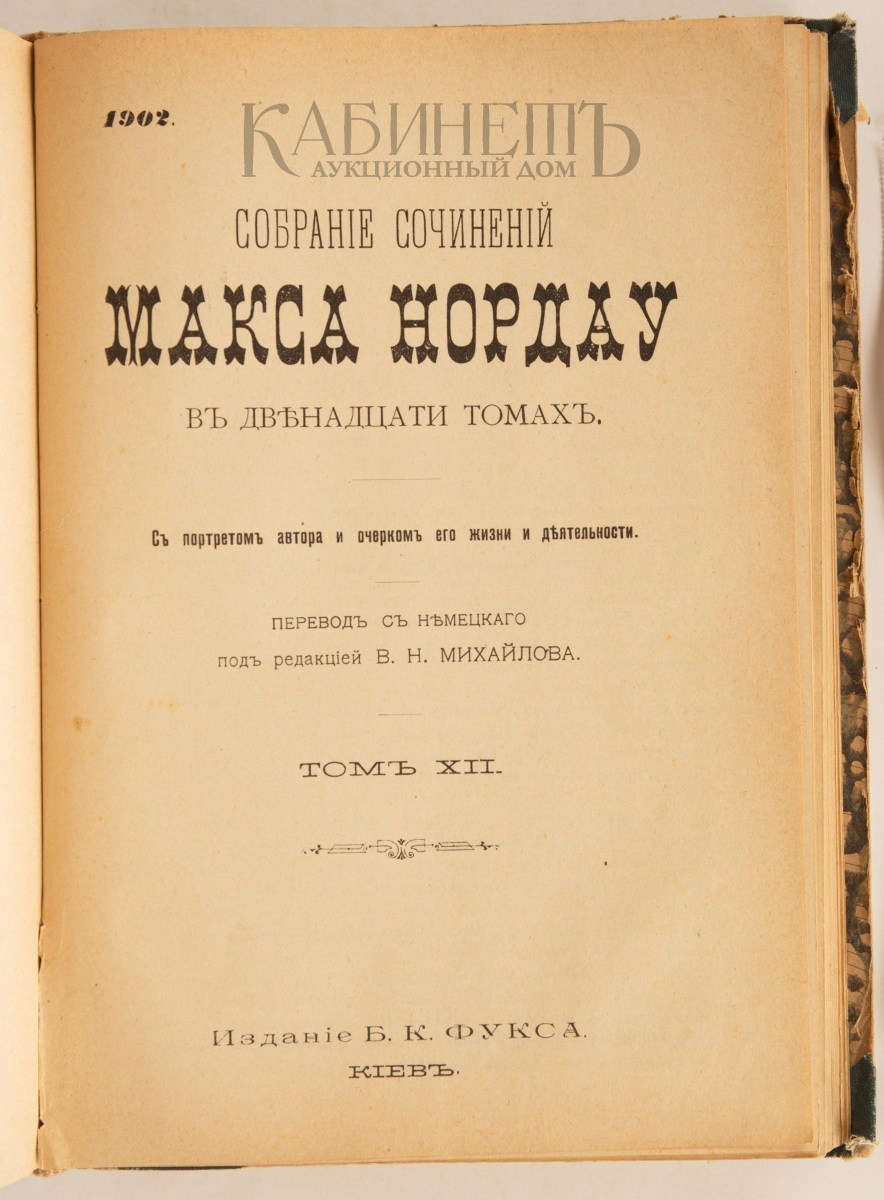 1902.
КАБИНЕТЪ
АУКЦИОННЫЙ ДОМ
СОБРАНІЕ СОЧИНЕНІЙ
МАКСА НОРДАУ
ВЪ ДВѢНАДЦАТИ ТОМАХЪ.
Съ портретомъ автора и очеркомъ его жизни и дѣятельности.
ПЕРЕВОДЪ СЪ НѢМЕЦКАГО
подъ редакціей В. Н. МИХАЙЛОВА.
ТОМЪ XII.
Изданіе Б. К. ФУКСА.
КІЕВЪ.